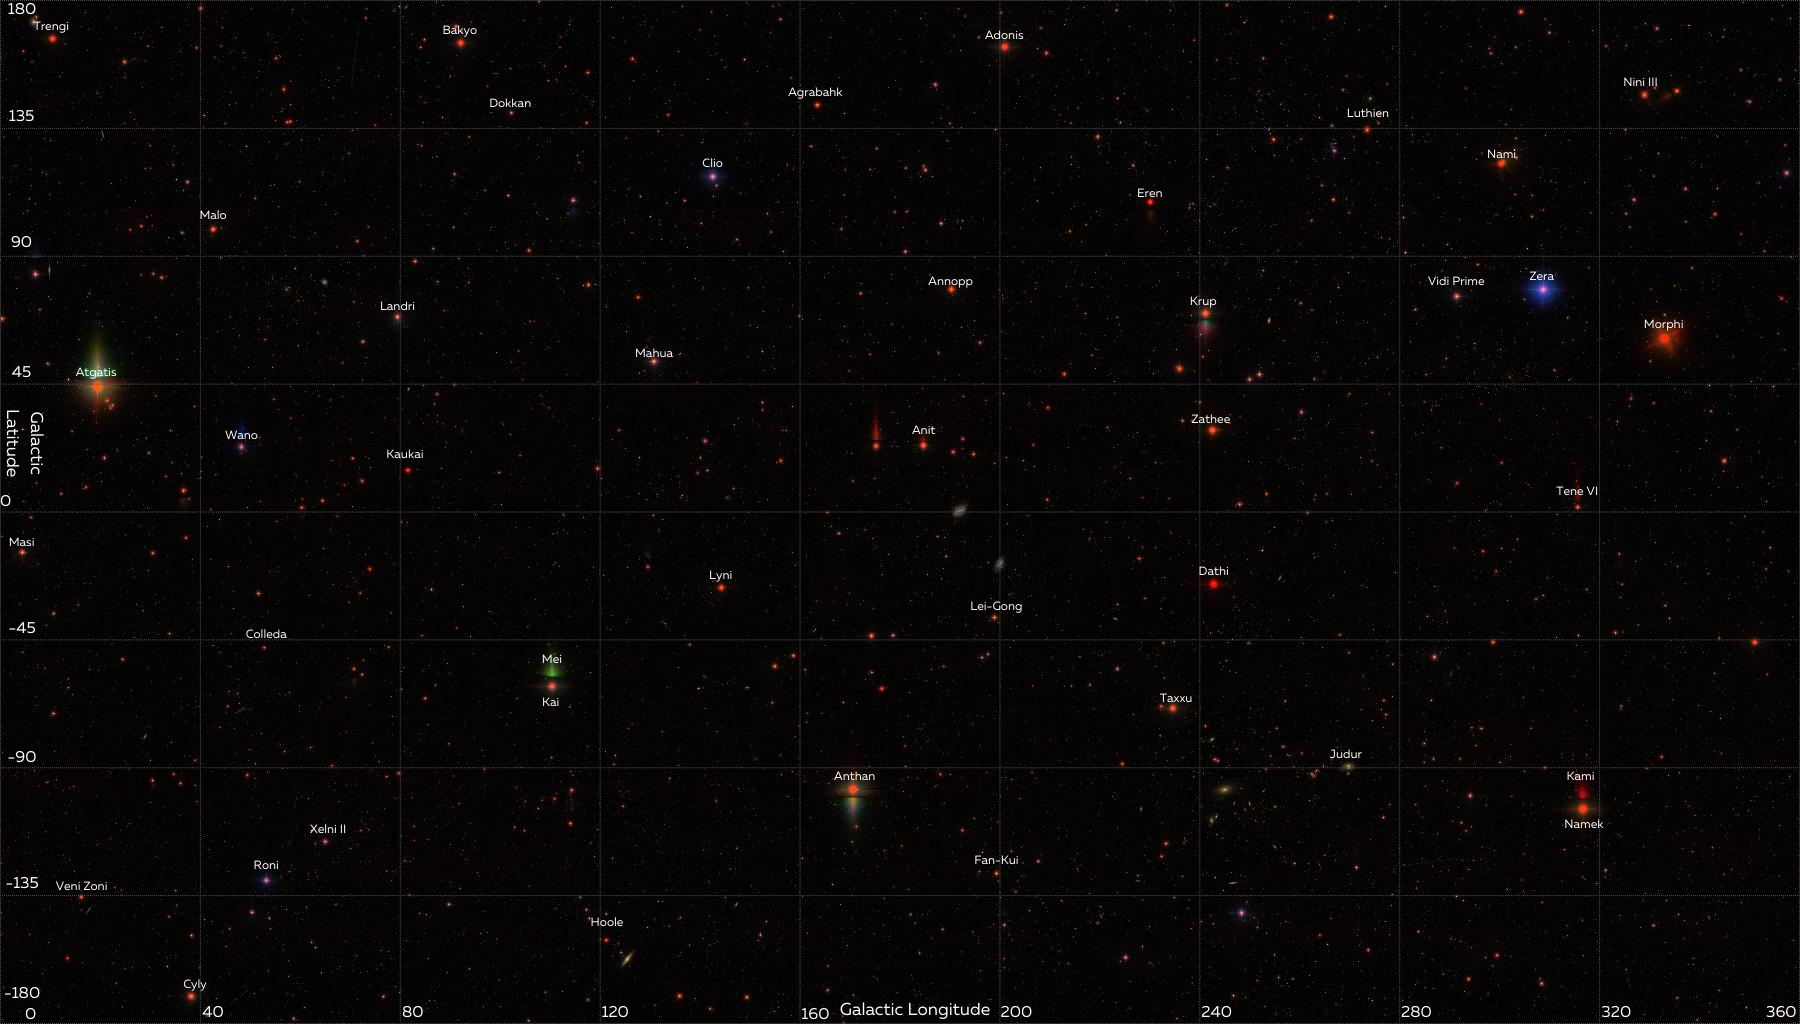 180
Trengi
Bakyo
Adonis
Nini III
Agrabahk
Dokkan
Luthien
135
Nami
Clio
Eren
Malo
90
Zera
Annopp
Vidi Prime
Krup
Landri
Morphi
Mahua
45
Atgatis
Zathee
Anit
Wano
Galactic
Latitude
Kaukai
Tene VI
0
Masi
Dathi
Lyni
Lei-Gong
-45
Colleda
Mei
Taxxu
Kai
Judur
-90
Anthan
Kami
Namek
Xelni II
Fan-Kui
Roni
-135
Veni Zoni
Hoole
Cyly
-180
0
40
80
120
160
Galactic Longitude
200
240
280
320
360